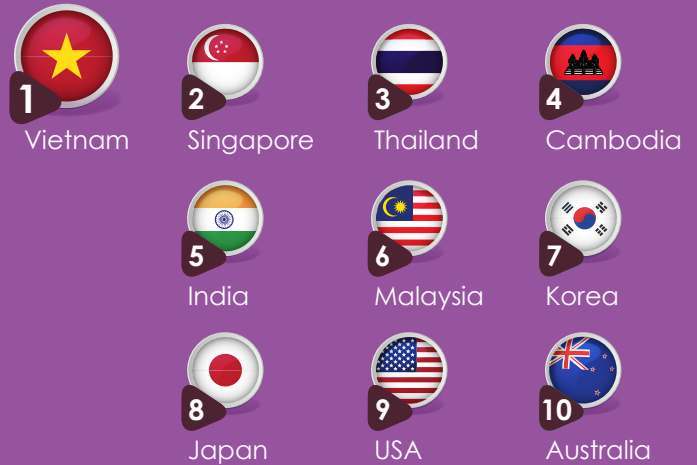 1
Vietnam
2
Singapore
3
Thailand
4
Cambodia
5
India
6
Malaysia
7
Korea
8
Japan
9
USA
10
Australia